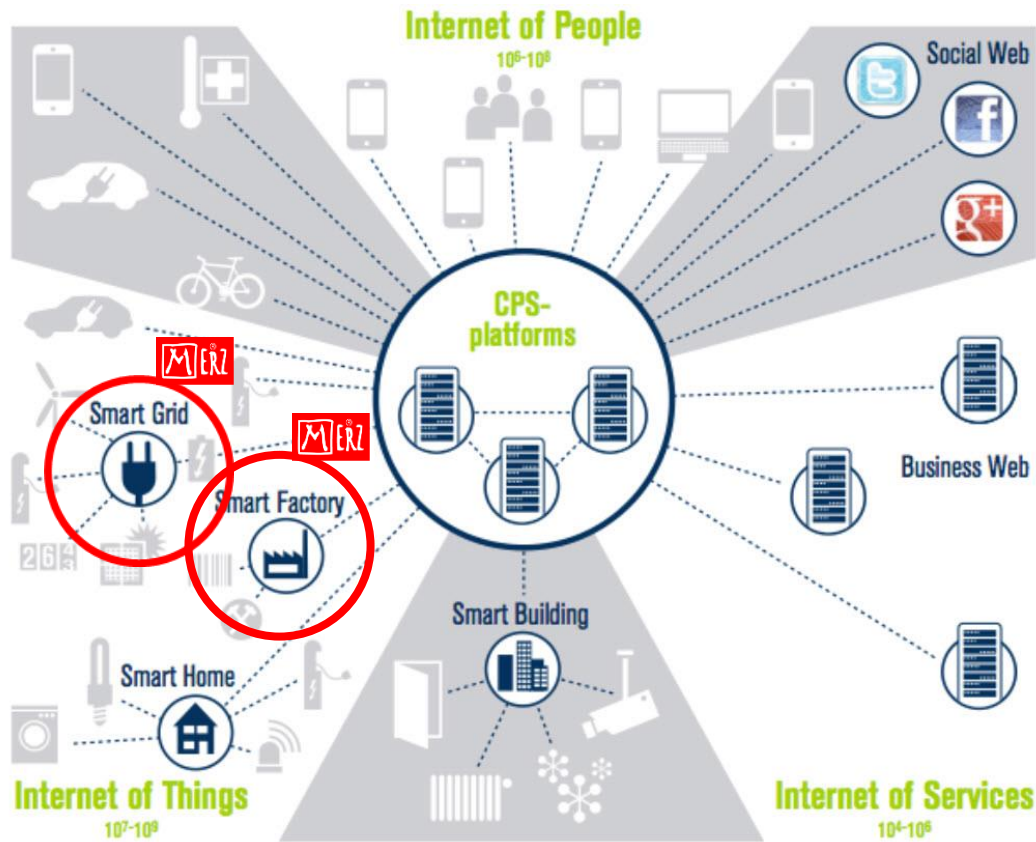 Internet of People
10⁶-10⁸
Social Web
t
f
g+
CPS-
platforms
MERZ®
MERZ®
Smart Grid
Smart Factory
Business Web
2643
Smart Building
Smart Home
Internet of Things
10⁷-10⁹
Internet of Services
10⁴-10⁶